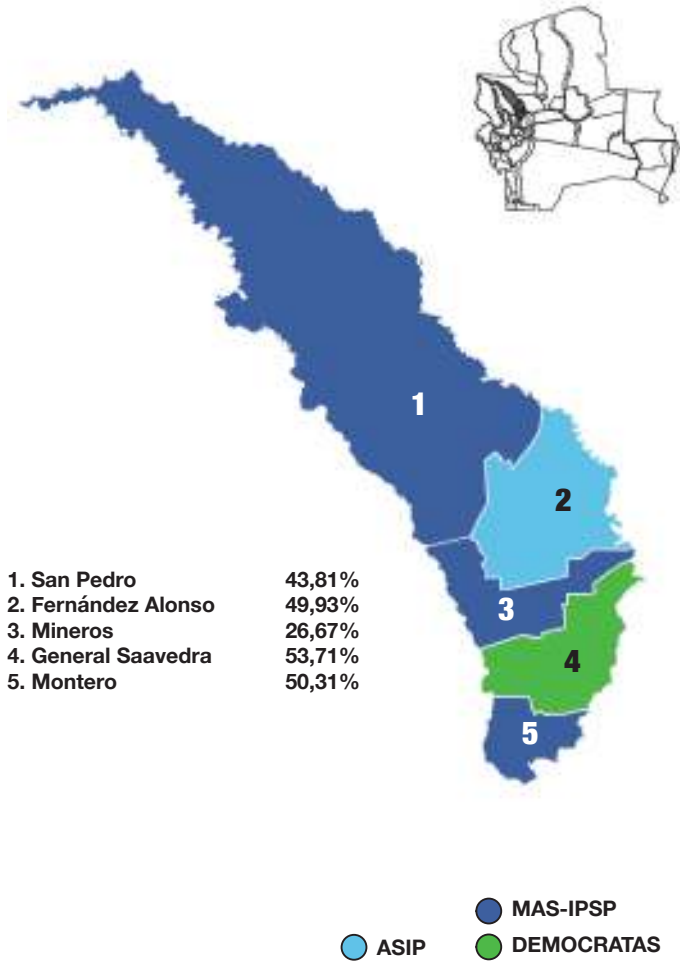 1
2
1. San Pedro 43,81%
2. Fernández Alonso 49,93%
3. Mineros 26,67%
4. General Saavedra 53,71%
5. Montero 50,31%
3
4
5
MAS-IPSP
ASIP
DEMOCRATAS